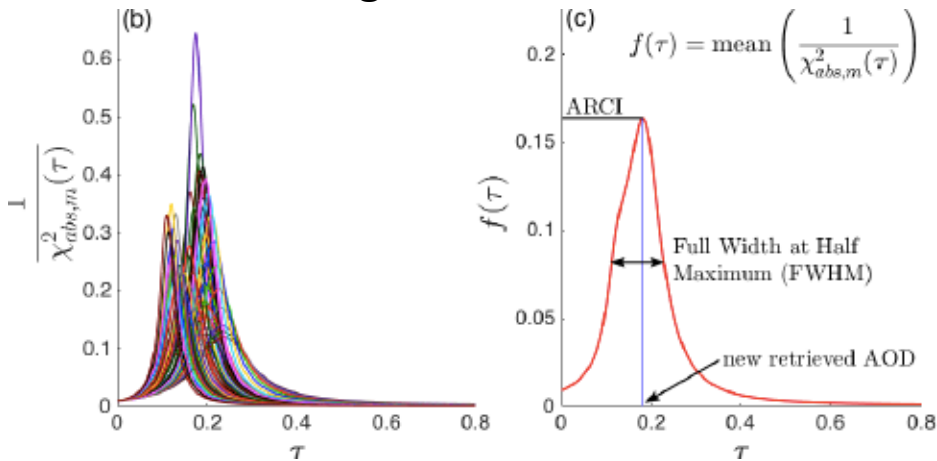 (b)
0.6
0.5
0.4
0.3
0.2
0.1
0
0
0.2
0.4
0.6
0.8
τ
1
χ²abs,m(τ)
(c)
f(τ) = mean ( 1 / χ²abs,m(τ) )
0.2
ARCI
0.15
0.1
0.05
0
f(τ)
Full Width at Half
Maximum (FWHM)
new retrieved AOD
0
0.2
0.4
0.6
0.8
τ